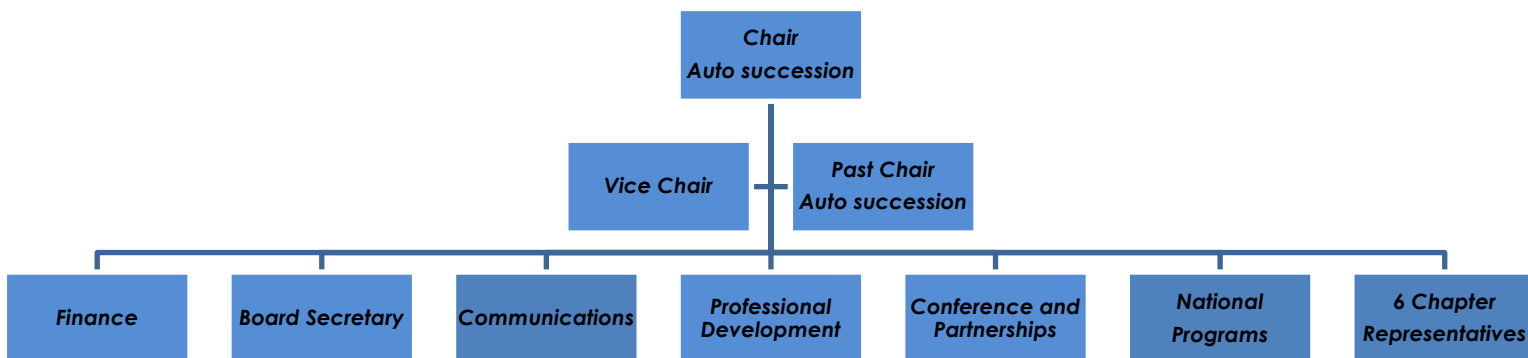 Chair
Auto succession
Vice Chair
Past Chair
Auto succession
Finance
Board Secretary
Communications
Professional
Development
Conference and
Partnerships
National
Programs
6 Chapter
Representatives